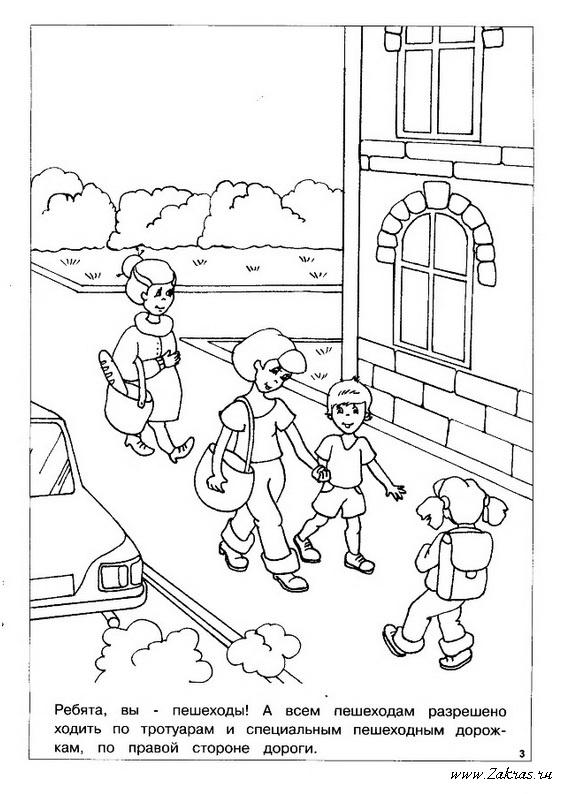 Ребята, вы - пешеходы! А всем пешеходам разрешено
ходить по тротуарам и специальным пешеходным дорож-
кам, по правой стороне дороги.
3
www.Zakras.ru